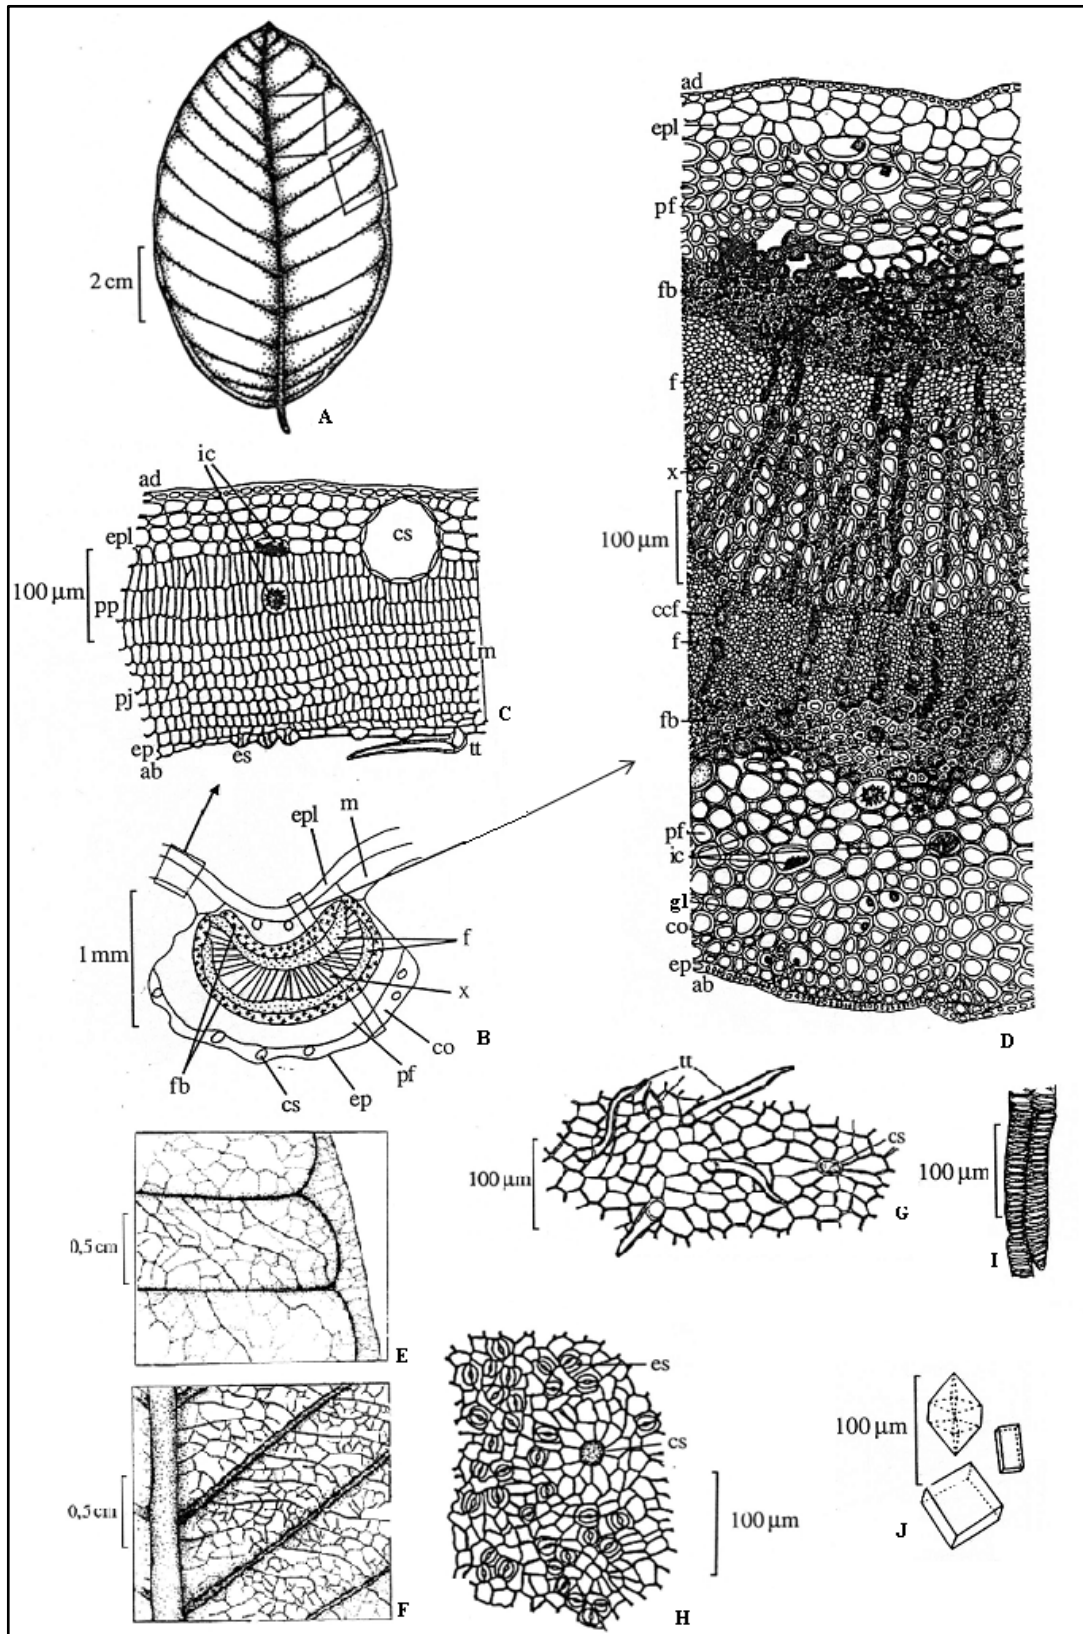 2 cm
A
ic
ad
cs
epl
100 µm
pp
m
pj
C
ep
es
tt
ab
epl
m
1 mm
f
x
B
co
fb
pf
cs
ep
ad
epl
pf
fb
f
x
100 µm
ccf
f
fb
pf
ic
gl
co
ep
ab
D
0,5 cm
E
0,5 cm
F
tt
cs
100 µm
G
100 µm
I
es
cs
100 µm
H
100 µm
J